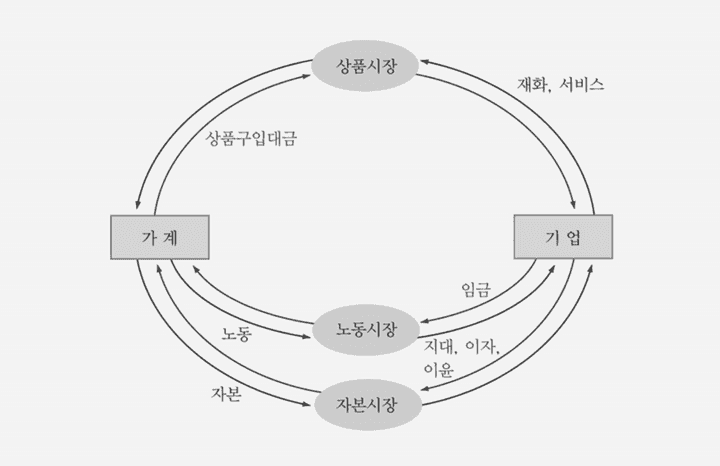 상품시장
재화, 서비스
상품구입대금
가 계
기 업
임금
노동시장
노동
지대, 이자,
이윤
자본
자본시장